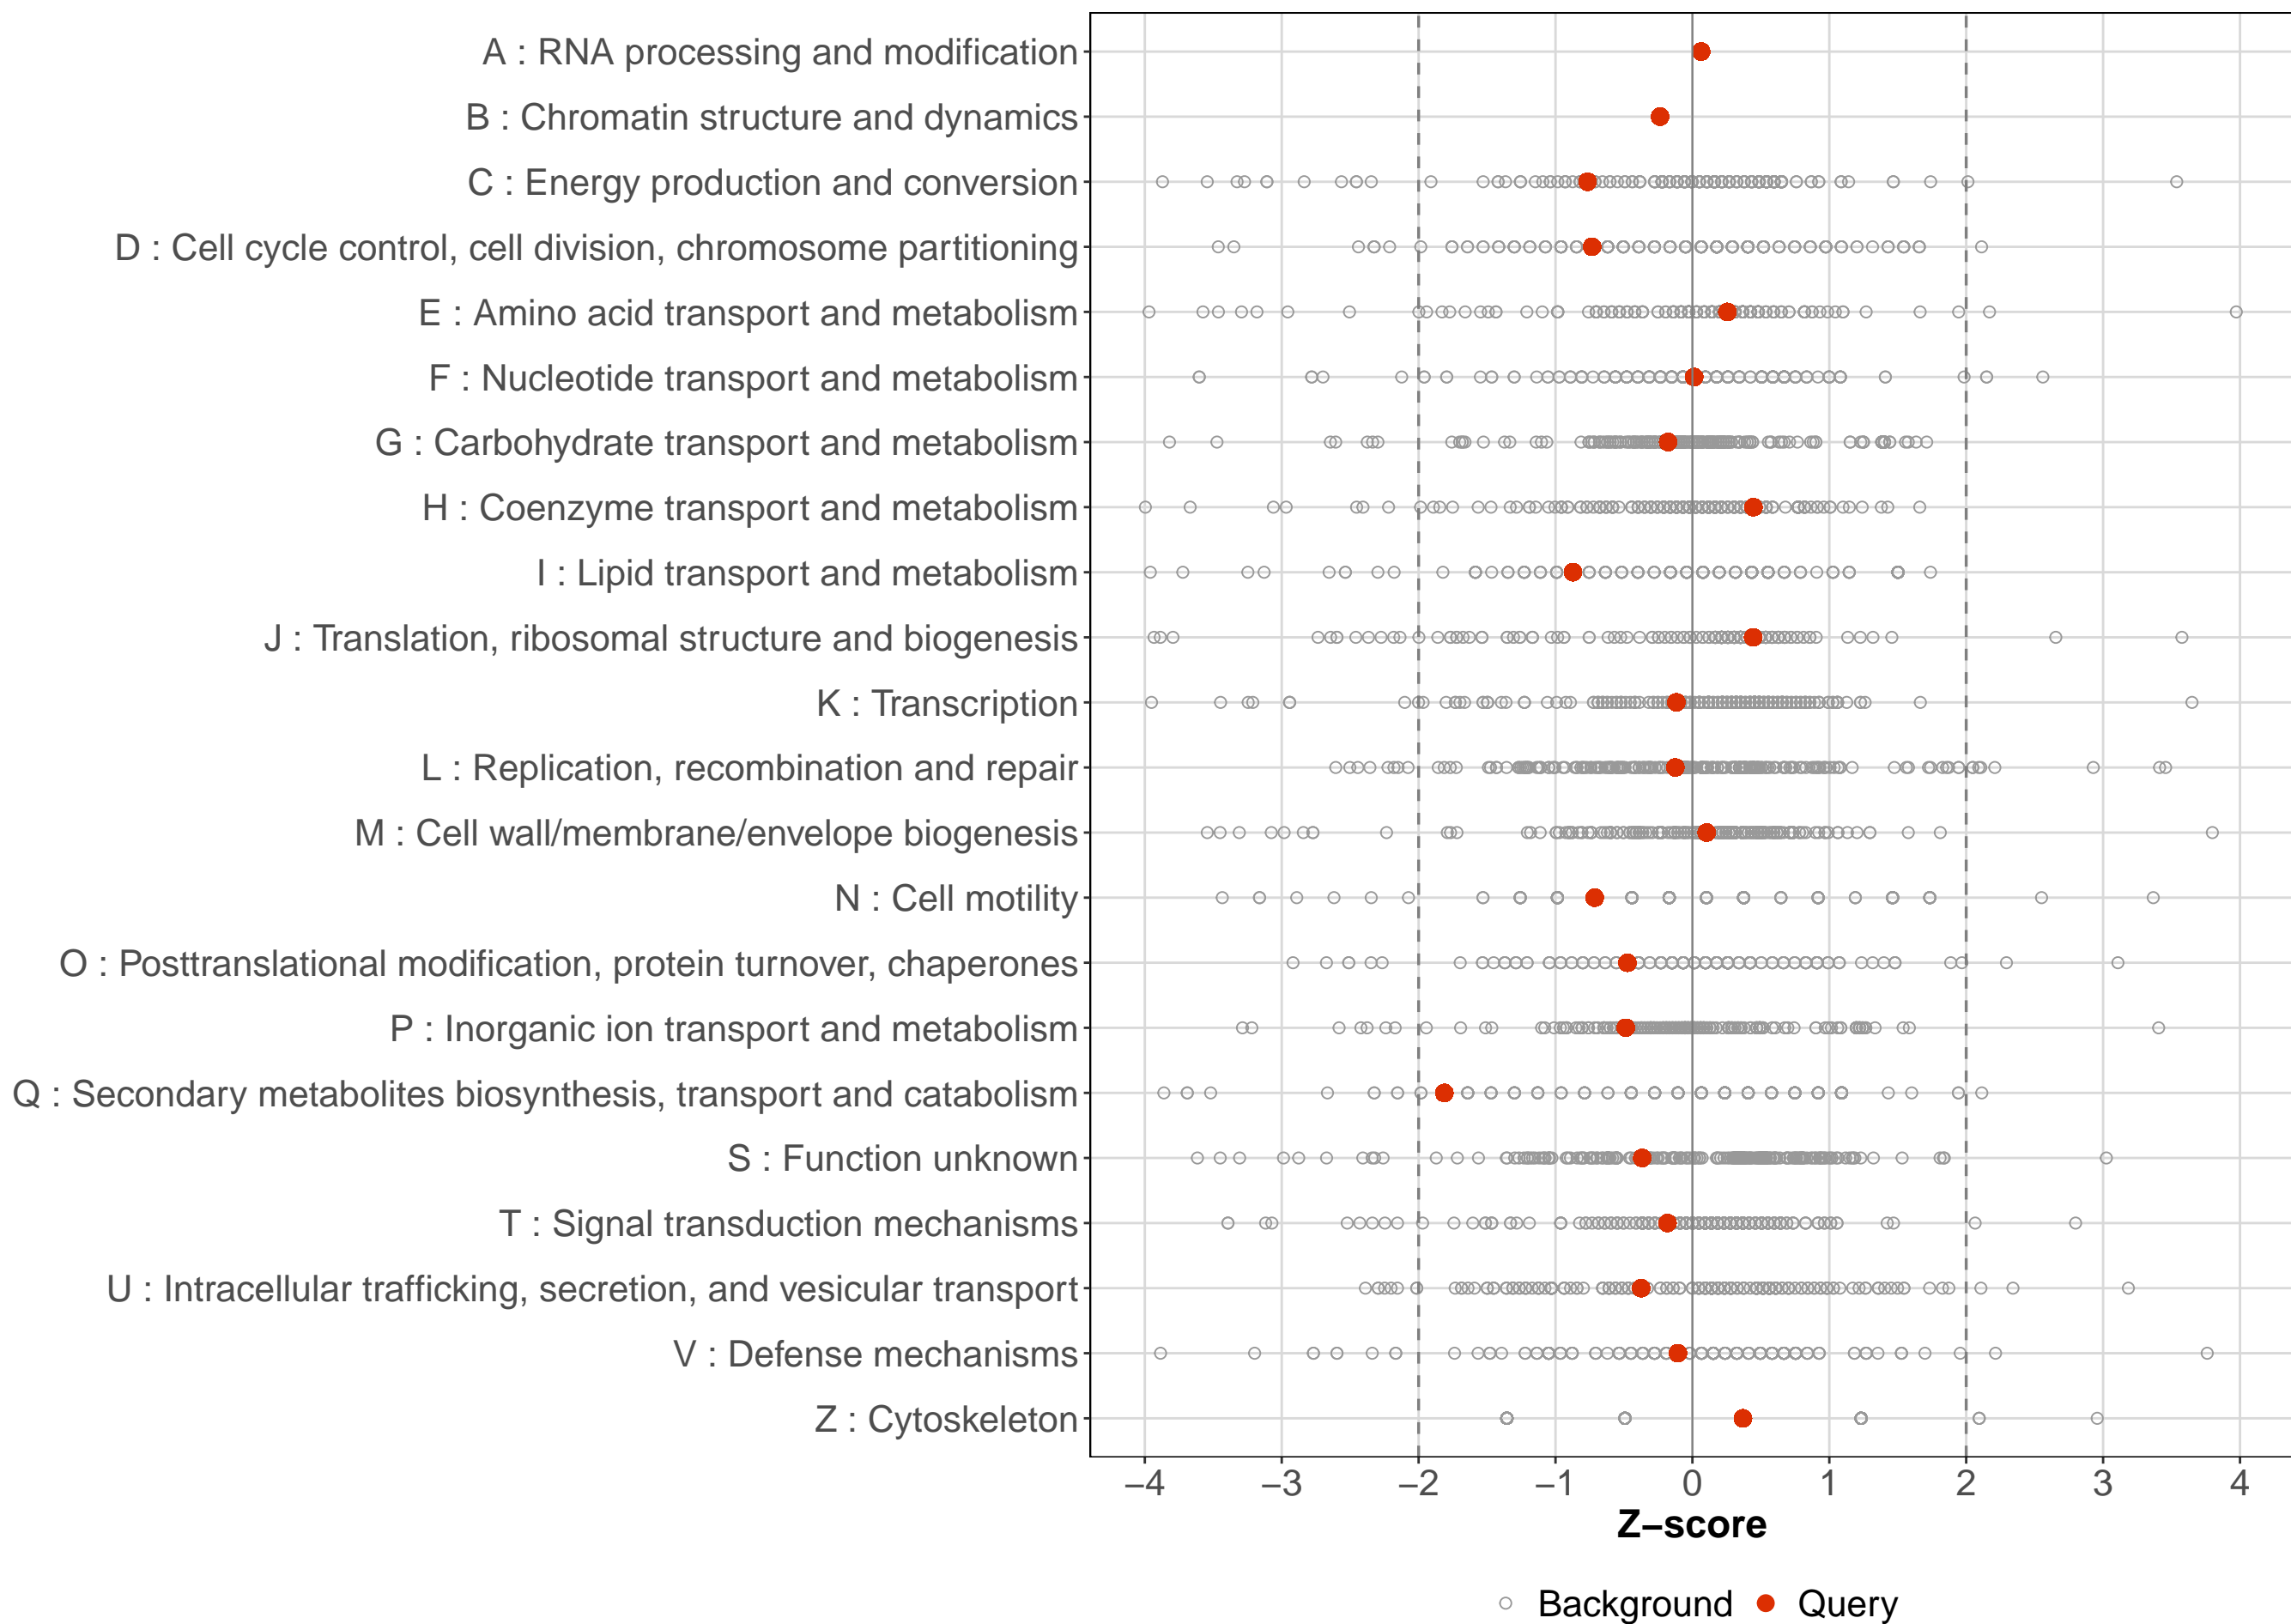 A : RNA processing and modification
B : Chromatin structure and dynamics
C : Energy production and conversion
D : Cell cycle control, cell division, chromosome partitioning
E : Amino acid transport and metabolism
F : Nucleotide transport and metabolism
G : Carbohydrate transport and metabolism
H : Coenzyme transport and metabolism
I : Lipid transport and metabolism
J : Translation, ribosomal structure and biogenesis
K : Transcription
L : Replication, recombination and repair
M : Cell wall/membrane/envelope biogenesis
N : Cell motility
O : Posttranslational modification, protein turnover, chaperones
P : Inorganic ion transport and metabolism
Q : Secondary metabolites biosynthesis, transport and catabolism
S : Function unknown
T : Signal transduction mechanisms
U : Intracellular trafficking, secretion, and vesicular transport
V : Defense mechanisms
Z : Cytoskeleton
−4 −3 −2 −1 0 1 2 3 4
Z−score
Background Query